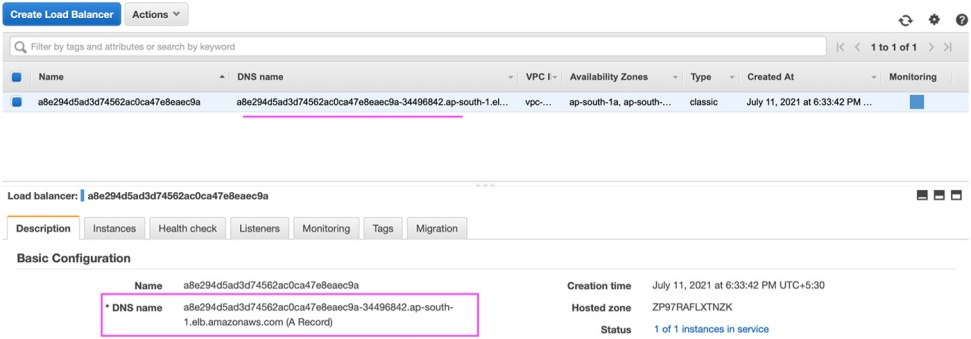 Create Load Balancer Actions
Filter by tags and attributes or search by keyword 1 to 1 of 1
Name DNS name VPC I Availability Zones Type Created At Monitoring
a8e294d5ad3d74562ac0ca47e8eaec9a a8e294d5ad3d74562ac0ca47e8eaec9a-34496842.ap-south-1.el... vpc-... ap-south-1a, ap-south-... classic July 11, 2021 at 6:33:42 PM ...
Load balancer: a8e294d5ad3d74562ac0ca47e8eaec9a
Description Instances Health check Listeners Monitoring Tags Migration
Basic Configuration
Name a8e294d5ad3d74562ac0ca47e8eaec9a Creation time July 11, 2021 at 6:33:42 PM UTC+5:30
* DNS name a8e294d5ad3d74562ac0ca47e8eaec9a-34496842.ap-south- Hosted zone ZP97RAFLXTNZK
1.elb.amazonaws.com (A Record) Status 1 of 1 instances in service